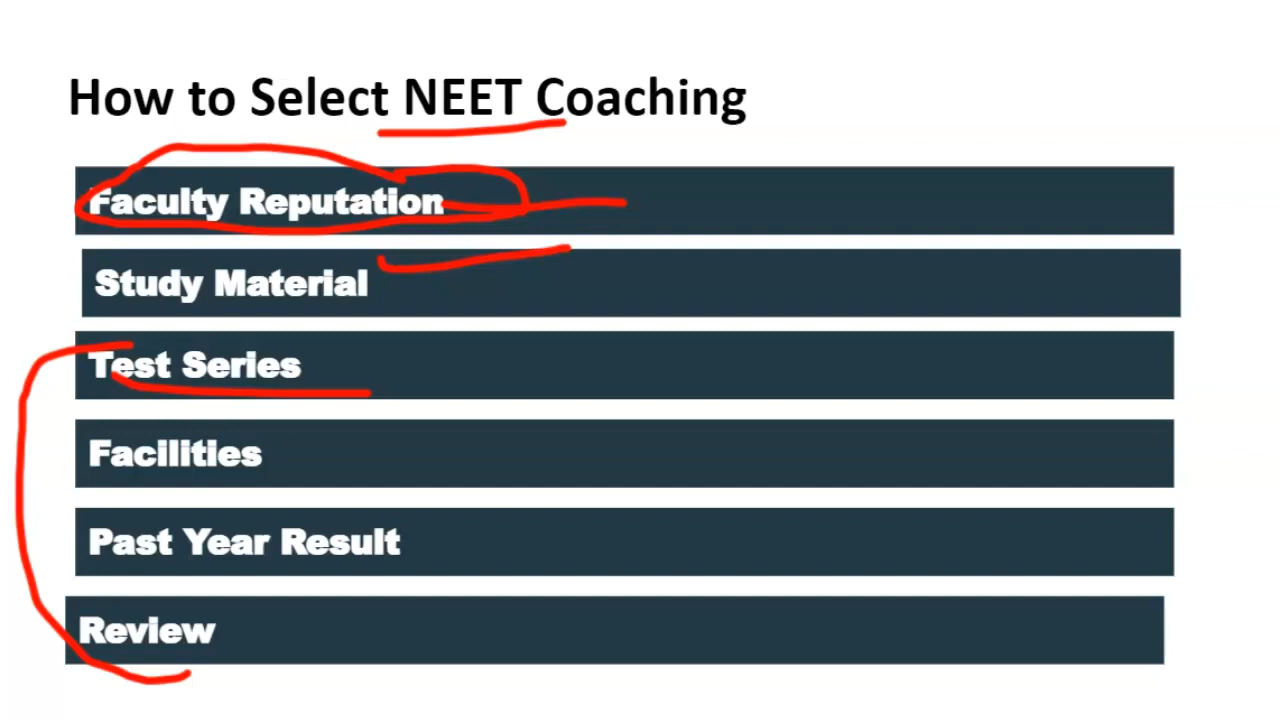 How to Select NEET Coaching
Faculty Reputation
Study Material
Test Series
Facilities
Past Year Result
Review